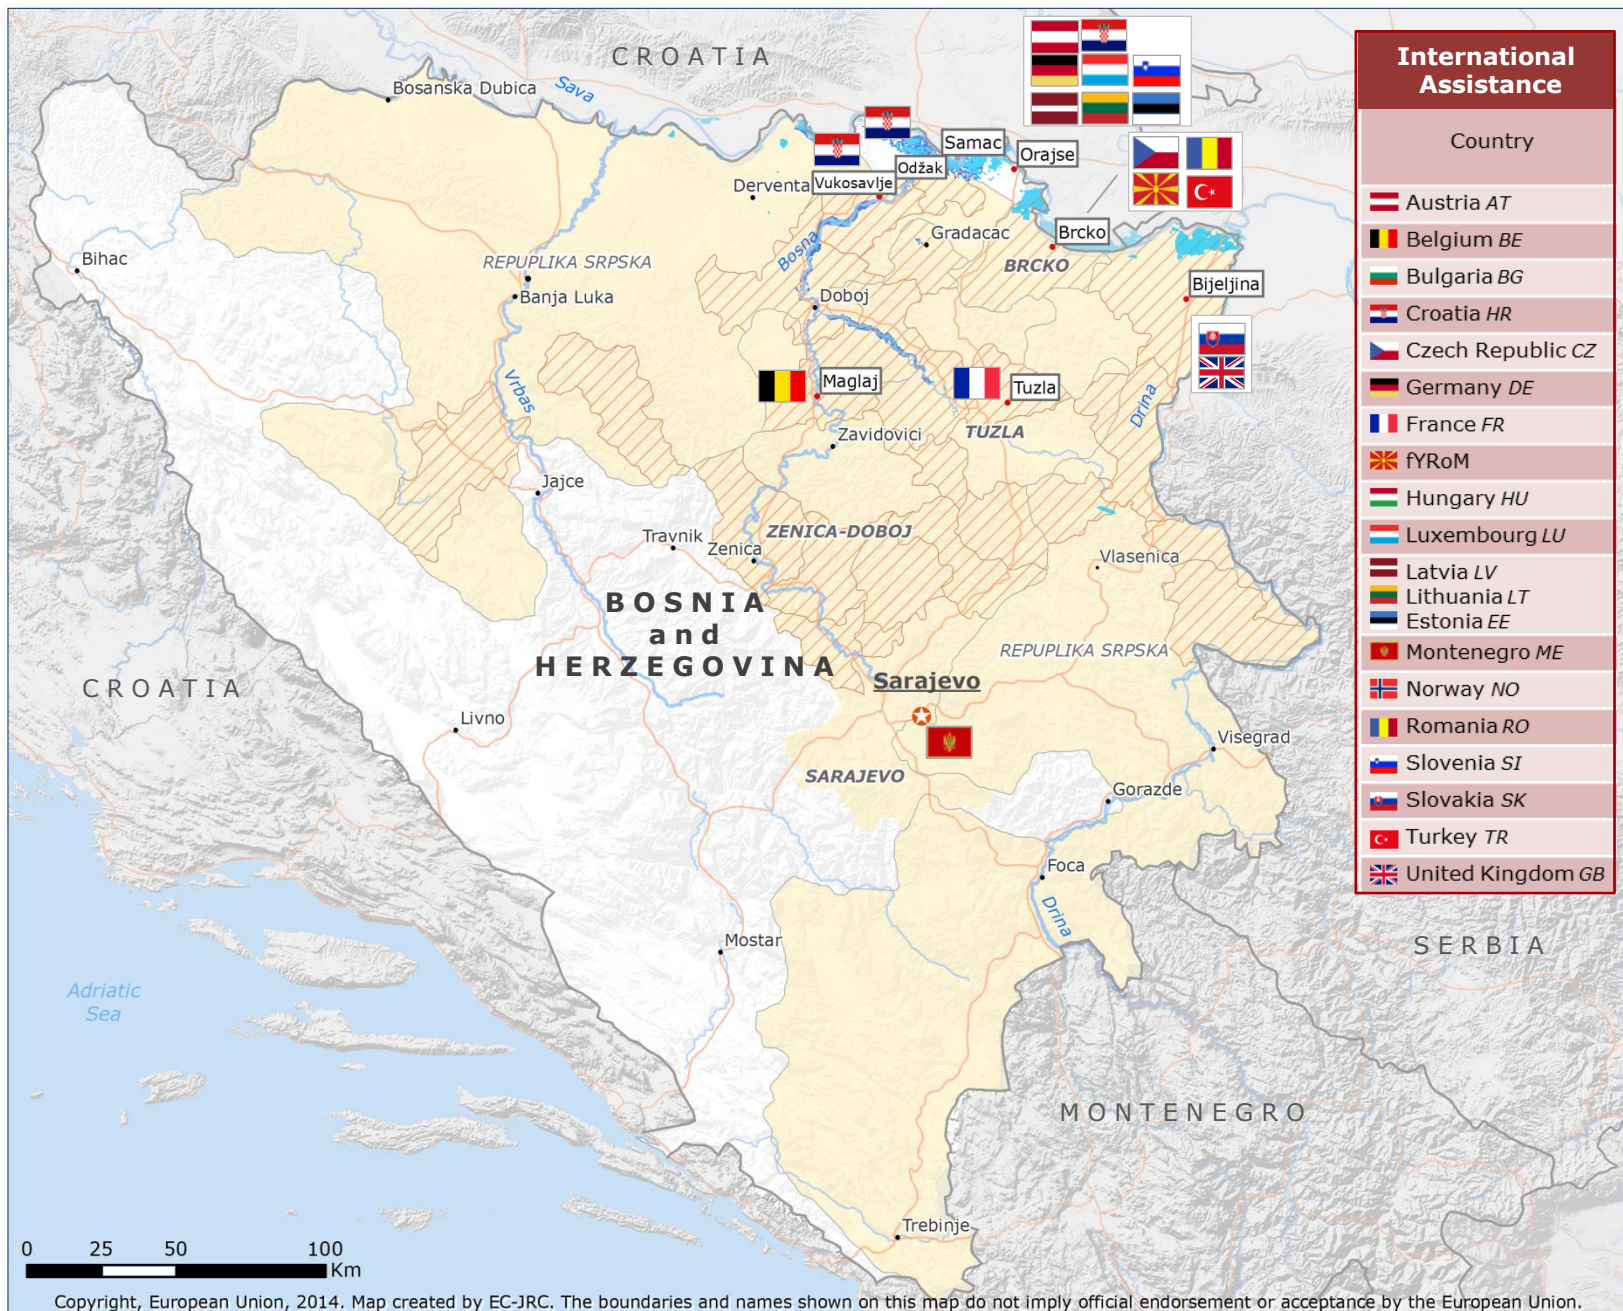 CROATIA
Bosanska Dubica
Sava
Samac
Orajse
Odžak
Derventa
Vukosavlje
Gradacac
Brcko
Bosna
Bihac
REPUPLIKA SRPSKA
BRCKO
Banja Luka
Doboj
Bijeljina
Vrbas
Maglaj
Tuzla
Drina
Zavidovici
TUZLA
Jajce
ZENICA-DOBOJ
Travnik
Zenica
Vlasenica
BOSNIA
and
HERZEGOVINA
REPUPLIKA SRPSKA
CROATIA
Sarajevo
Livno
Visegrad
SARAJEVO
Gorazde
Foca
Drina
Mostar
SERBIA
Adriatic
Sea
MONTENEGRO
Trebinje
0 25 50 100
Km
International
Assistance
Country
Austria AT
Belgium BE
Bulgaria BG
Croatia HR
Czech Republic CZ
Germany DE
France FR
fYRoM
Hungary HU
Luxembourg LU
Latvia LV
Lithuania LT
Estonia EE
Montenegro ME
Norway NO
Romania RO
Slovenia SI
Slovakia SK
Turkey TR
United Kingdom GB
Copyright, European Union, 2014. Map created by EC-JRC. The boundaries and names shown on this map do not imply official endorsement or acceptance by the European Union.